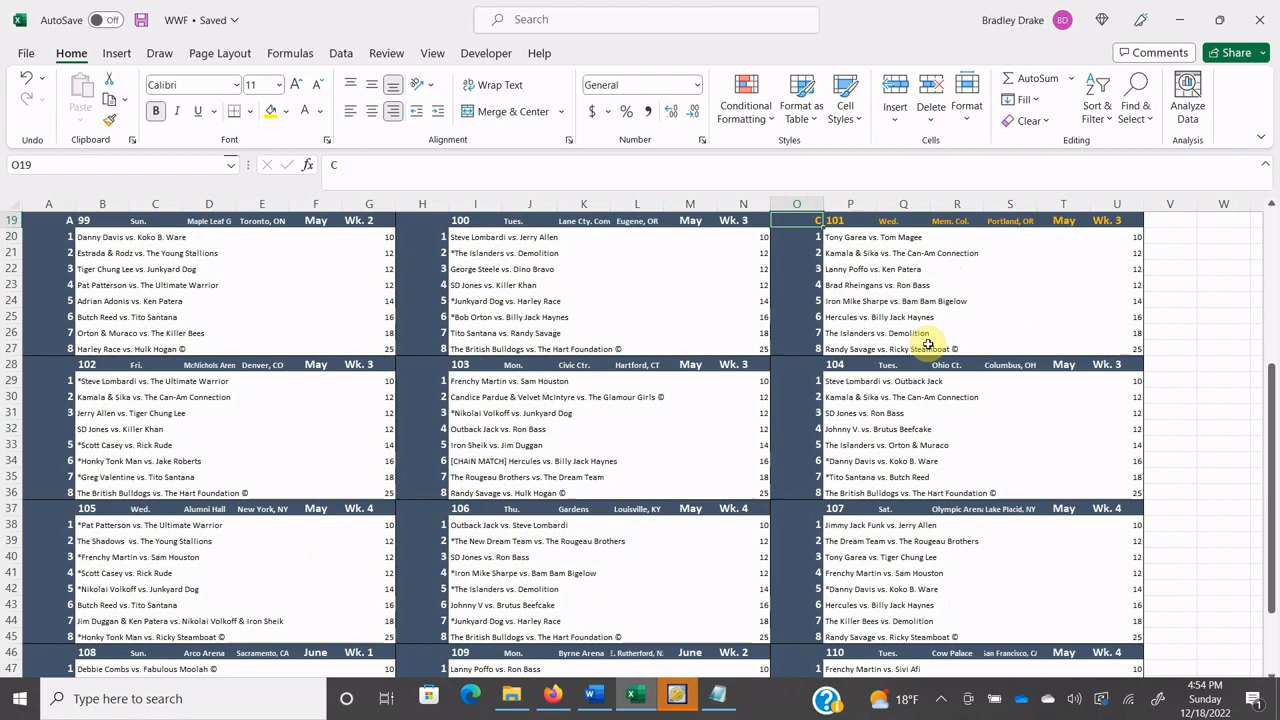 AutoSave Off WWF • Saved Search Bradley Drake BD
File Home Insert Draw Page Layout Formulas Data Review View Developer Help Comments Share
Paste Calibri 11 Wrap Text General Conditional Formatting Format as Table Cell Styles Insert Delete Format AutoSum Sort & Filter Find & Select Analyze Data
B I U A Merge & Center $ % Fill Clear
Undo Clipboard Font Alignment Number Styles Cells Editing Analysis
O19 fx C
A B C D E F G H I J K L M N O P Q R S T U V W
19 A 99 Sun. Maple Leaf G Toronto, ON May Wk. 2 100 Tues. Lane Cty. Com Eugene, OR May Wk. 3 C 101 Wed. Mem. Col. Portland, OR May Wk. 3
20 1 Danny Davis vs. Koko B. Ware 10 1 Steve Lombardi vs. Jerry Allen 10 1 Tony Garea vs. Tom Magee 10
21 2 Estrada & Rodz vs. The Young Stallions 12 2 *The Islanders vs. Demolition 12 2 Kamala & Sika vs. The Can-Am Connection 12
22 3 Tiger Chung Lee vs. Junkyard Dog 12 3 George Steele vs. Dino Bravo 12 3 Lanny Poffo vs. Ken Patera 12
23 4 Pat Patterson vs. The Ultimate Warrior 12 4 SD Jones vs. Killer Khan 12 4 Brad Rheingans vs. Ron Bass 12
24 5 Adrian Adonis vs. Ken Patera 14 5 *Junkyard Dog vs. Harley Race 14 5 Iron Mike Sharpe vs. Bam Bam Bigelow 14
25 6 Butch Reed vs. Tito Santana 16 6 *Bob Orton vs. Billy Jack Haynes 16 6 Hercules vs. Billy Jack Haynes 16
26 7 Orton & Muraco vs. The Killer Bees 18 7 Tito Santana vs. Randy Savage 18 7 The Islanders vs. Demolition 18
27 8 Harley Race vs. Hulk Hogan © 25 8 The British Bulldogs vs. The Hart Foundation © 25 8 Randy Savage vs. Ricky Steamboat © 25
28 102 Fri. McNichols Aren Denver, CO May Wk. 3 103 Mon. Civic Ctr. Hartford, CT May Wk. 3 104 Tues. Ohio Ct. Columbus, OH May Wk. 3
29 1 *Steve Lombardi vs. The Ultimate Warrior 10 1 Frenchy Martin vs. Sam Houston 10 1 Steve Lombardi vs. Outback Jack 10
30 2 Kamala & Sika vs. The Can-Am Connection 12 2 Candice Pardue & Velvet McIntyre vs. The Glamour Girls © 12 2 Kamala & Sika vs. The Can-Am Connection 12
31 3 Jerry Allen vs. Tiger Chung Lee 12 3 *Nikolai Volkoff vs. Junkyard Dog 12 3 SD Jones vs. Ron Bass 12
32 SD Jones vs. Killer Khan 12 4 Outback Jack vs. Ron Bass 12 4 Johnny V. vs. Brutus Beefcake 12
33 5 *Scott Casey vs. Rick Rude 14 5 Iron Sheik vs. Jim Duggan 14 5 The Islanders vs. Orton & Muraco 14
34 6 *Honky Tonk Man vs. Jake Roberts 16 6 [CHAIN MATCH] Hercules vs. Billy Jack Haynes 16 6 *Danny Davis vs. Koko B. Ware 16
35 7 *Greg Valentine vs. Tito Santana 18 7 The Rougeau Brothers vs. The Dream Team 18 7 *Tito Santana vs. Butch Reed 18
36 8 The British Bulldogs vs. The Hart Foundation © 25 8 Randy Savage vs. Hulk Hogan © 25 8 The British Bulldogs vs. The Hart Foundation © 25
37 105 Wed. Alumni Hall New York, NY May Wk. 4 106 Thu. Gardens Louisville, KY May Wk. 4 107 Sat. Olympic Aren Lake Placid, NY May Wk. 4
38 1 *Pat Patterson vs. The Ultimate Warrior 10 1 Outback Jack vs. Steve Lombardi 10 1 Jimmy Jack Funk vs. Jerry Allen 10
39 2 The Shadows vs. The Young Stallions 12 2 *The New Dream Team vs. The Rougeau Brothers 12 2 The Dream Team vs. The Rougeau Brothers 12
40 3 *Frenchy Martin vs. Sam Houston 12 3 SD Jones vs. Ron Bass 12 3 Tony Garea vs. Tiger Chung Lee 12
41 4 *Scott Casey vs. Rick Rude 12 4 *Iron Mike Sharpe vs. Bam Bam Bigelow 12 4 Frenchy Martin vs. Sam Houston 12
42 5 *Nikolai Volkoff vs. Junkyard Dog 14 5 *The Islanders vs. Demolition 14 5 *Danny Davis vs. Koko B. Ware 14
43 6 Butch Reed vs. Tito Santana 16 6 Johnny V vs. Brutus Beefcake 16 6 Hercules vs. Billy Jack Haynes 16
44 7 Jim Duggan & Ken Patera vs. Nikolai Volkoff & Iron Sheik 18 7 *Junkyard Dog vs. Harley Race 18 7 The Killer Bees vs. Demolition 18
45 8 *Honky Tonk Man vs. Ricky Steamboat © 25 8 The British Bulldogs vs. The Hart Foundation © 25 8 Randy Savage vs. Ricky Steamboat © 25
46 108 Sun. Arco Arena Sacramento, CA June Wk. 1 109 Mon. Byrne Arena E. Rutherford, N. June Wk. 2 110 Tues. Cow Palace San Francisco, CA May Wk. 4
47 1 Debbie Combs vs. Fabulous Moolah © 10 1 Lanny Poffo vs. Ron Bass 10 1 Frenchy Martin vs. Sivi Afi 10
Type here to search 18°F 4:54 PM
Sunday
12/18/2022